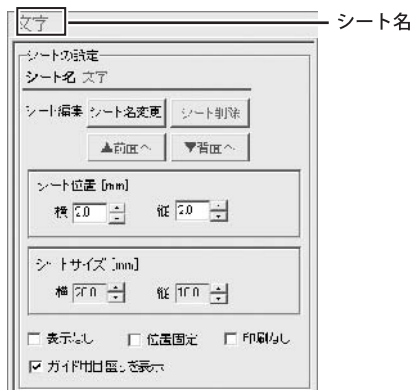 文字
シート名
シートの設定
シート名 文字
シート編集 シート名変更 シート削除
▲前面へ ▼背面へ
シート位置 [mm]
横 2.0 縦 2.0
シートサイズ [mm]
横 縦
表示なし 位置固定 印刷なし
ガイド用目盛りを表示